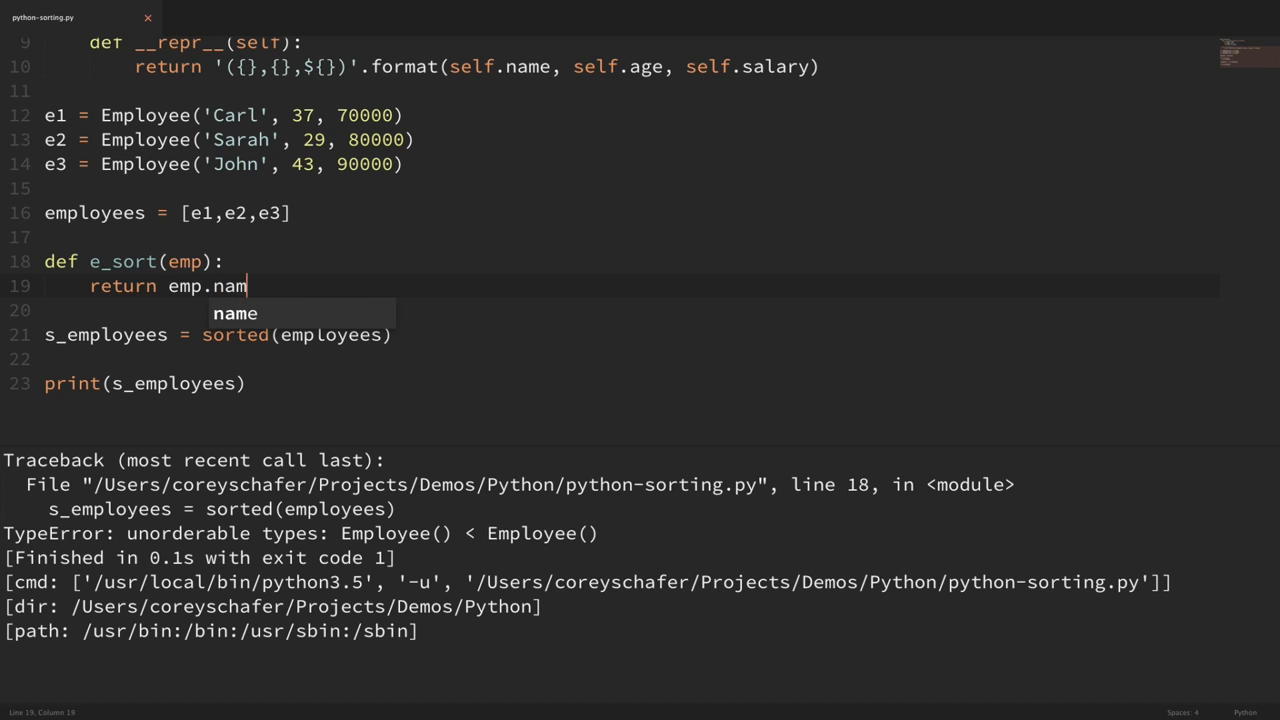 python-sorting.py ×
9 def __repr__(self):
10 return '({},{},${})'.format(self.name, self.age, self.salary)
11
12 e1 = Employee('Carl', 37, 70000)
13 e2 = Employee('Sarah', 29, 80000)
14 e3 = Employee('John', 43, 90000)
15
16 employees = [e1,e2,e3]
17
18 def e_sort(emp):
19 return emp.nam
20 name
21 s_employees = sorted(employees)
22
23 print(s_employees)
Traceback (most recent call last):
File "/Users/coreyschafer/Projects/Demos/Python/python-sorting.py", line 18, in <module>
s_employees = sorted(employees)
TypeError: unorderable types: Employee() < Employee()
[Finished in 0.1s with exit code 1]
[cmd: ['/usr/local/bin/python3.5', '-u', '/Users/coreyschafer/Projects/Demos/Python/python-sorting.py']]
[dir: /Users/coreyschafer/Projects/Demos/Python]
[path: /usr/bin:/bin:/usr/sbin:/sbin]
Line 19, Column 19 Spaces: 4 Python